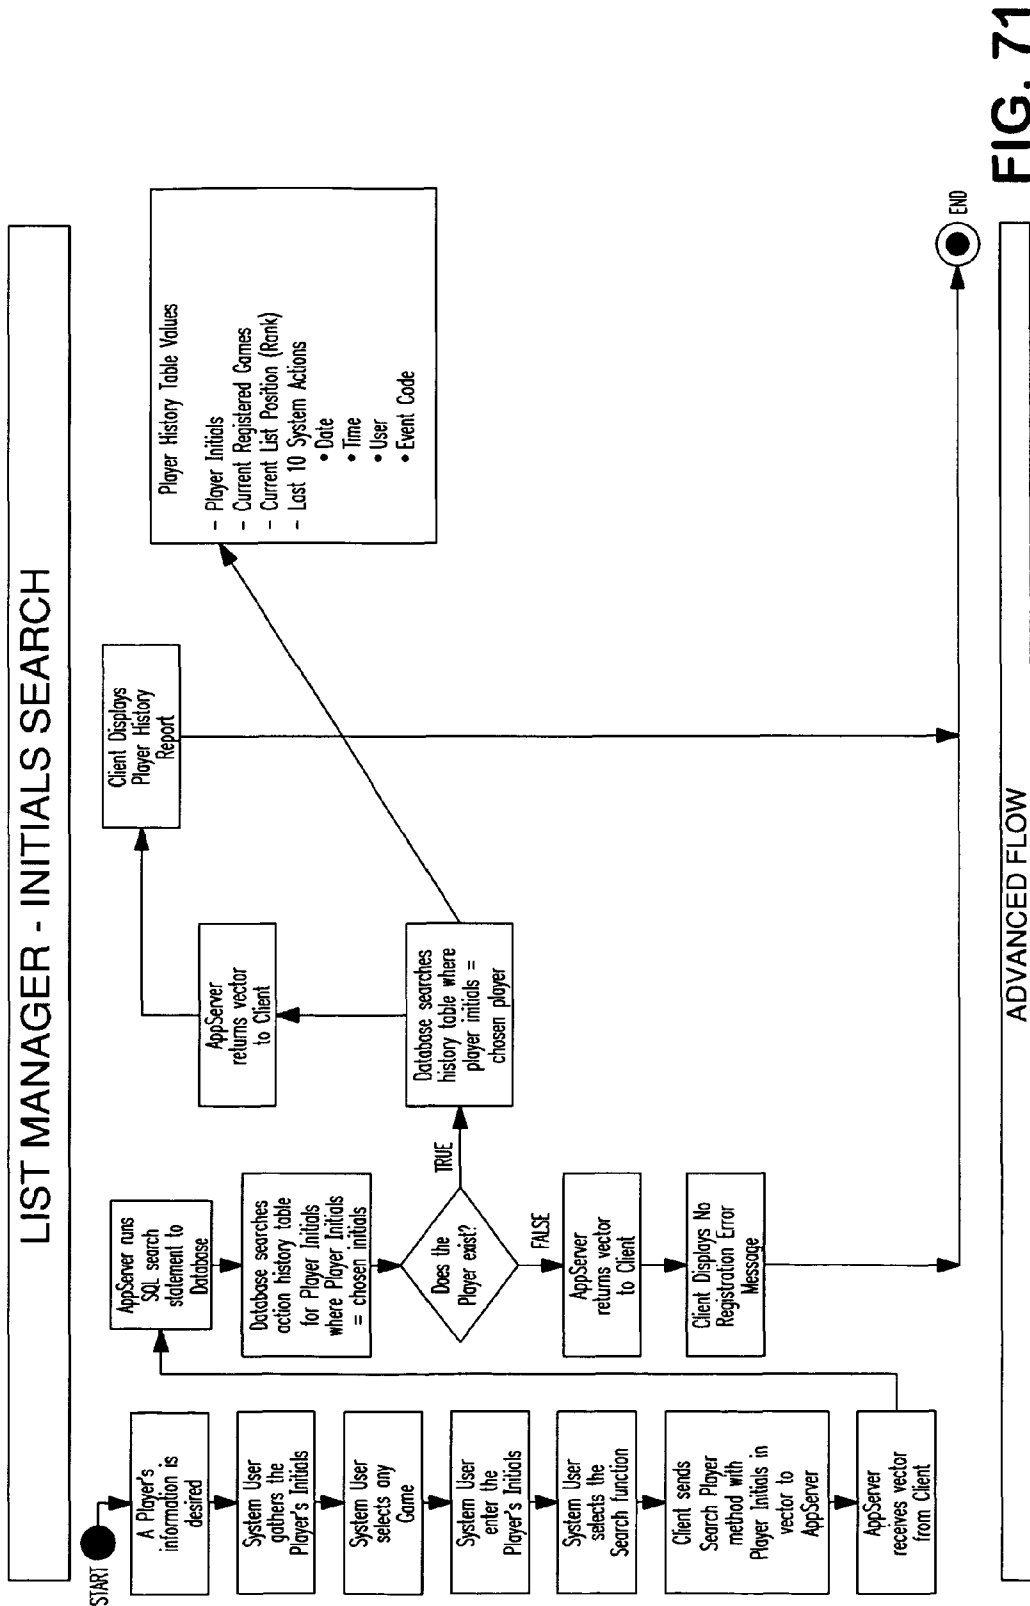 LIST MANAGER - INITIALS SEARCH
START
A Player's
information is
desired
System User
gathers the
Player's Initials
System User
selects any
Game
System User
enter the
Player's Initials
System User
selects the
Search function
Client sends
Search Player
method with
Player Initials in
vector to
AppServer
AppServer
receives vector
from Client
AppServer runs
SQL search
statement to
Database
Database searches
action history table
for Player Initials
where Player Initials
= chosen initials
Does the
Player exist?
TRUE
FALSE
AppServer
returns vector
to Client
Client Displays No
Registration Error
Message
Database searches
history table where
player initials =
chosen player
AppServer
returns vector
to Client
Client Displays
Player History
Report
Player History Table Values
- Player Initials
- Current Registered Games
- Current List Position (Rank)
- Last 10 System Actions
• Date
• Time
• User
• Event Code
END
ADVANCED FLOW
FIG. 71